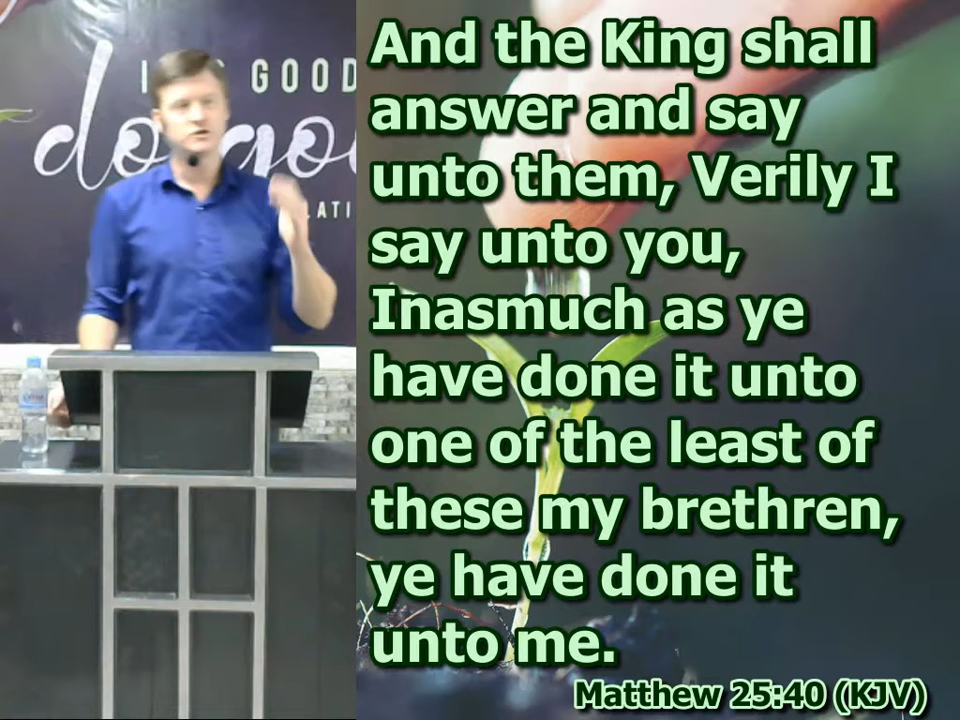 GOOD
do
And the King shall
answer and say
unto them, Verily I
say unto you,
Inasmuch as ye
have done it unto
one of the least of
these my brethren,
ye have done it
unto me.
Matthew 25:40 (KJV)